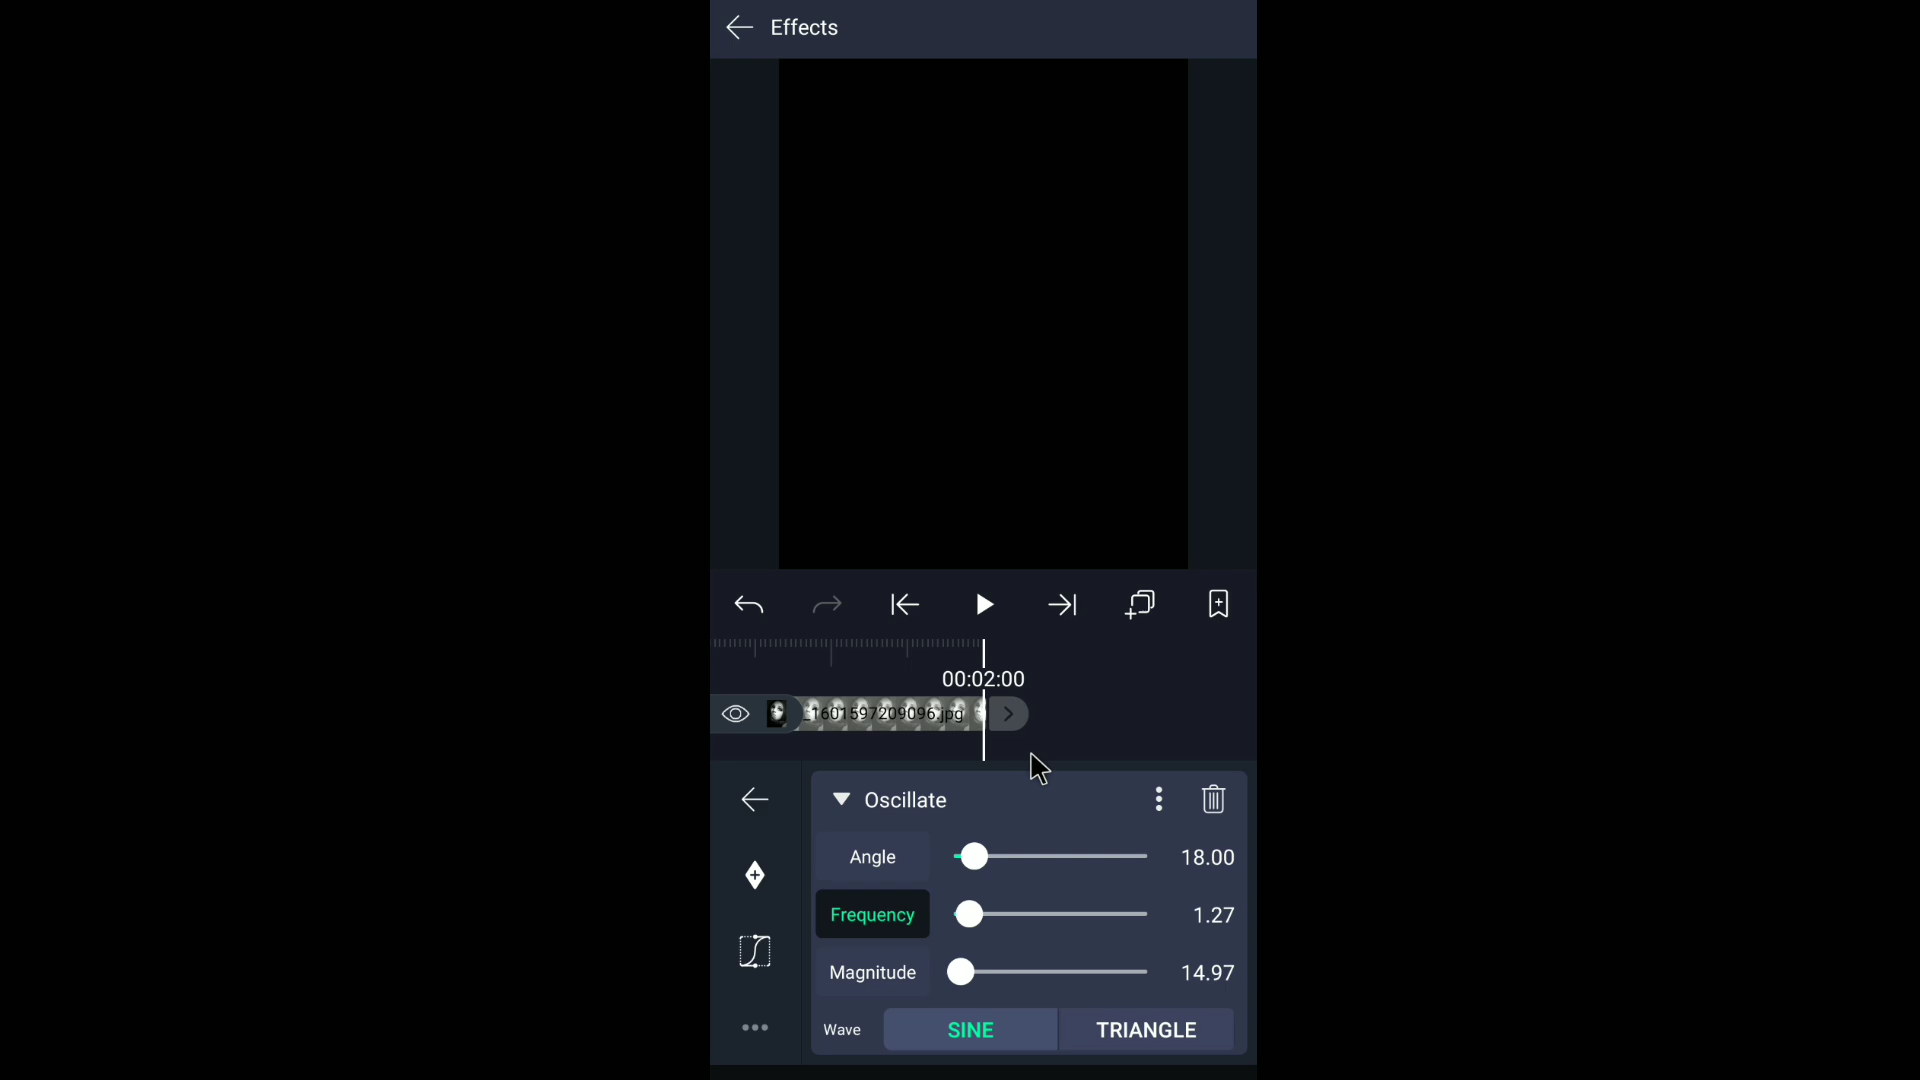 Effects
00:02:00
_1601597209096.jpg
Oscillate
Angle 18.00
Frequency 1.27
Magnitude 14.97
Wave SINE TRIANGLE